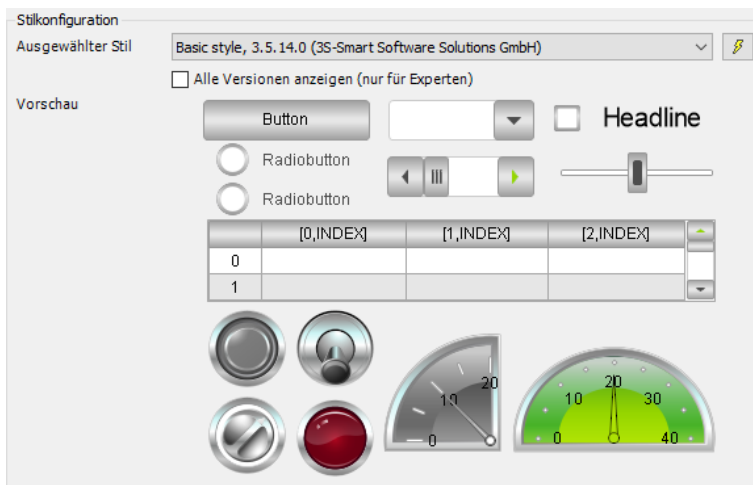 Stilkonfiguration
Ausgewählter Stil
Basic style, 3.5.14.0 (3S-Smart Software Solutions GmbH)
Alle Versionen anzeigen (nur für Experten)
Vorschau
Button
Headline
Radiobutton
Radiobutton
[0,INDEX] [1,INDEX] [2,INDEX]
0
1
0 10 20
0 10 20 30 40